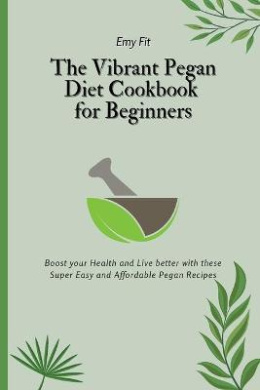 Emy Fit
The Vibrant Pegan
Diet Cookbook
for Beginners
Boost your Health and Live better with these
Super Easy and Affordable Pegan Recipes